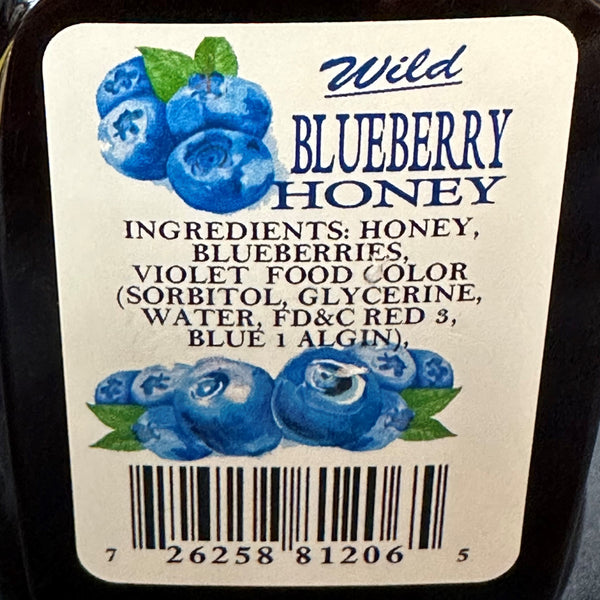 Wild
BLUEBERRY
HONEY
INGREDIENTS: HONEY,
BLUEBERRIES,
VIOLET FOOD COLOR
(SORBITOL, GLYCERINE,
WATER, FD&C RED 3,
BLUE 1 ALGIN),
7 26258 81206 5